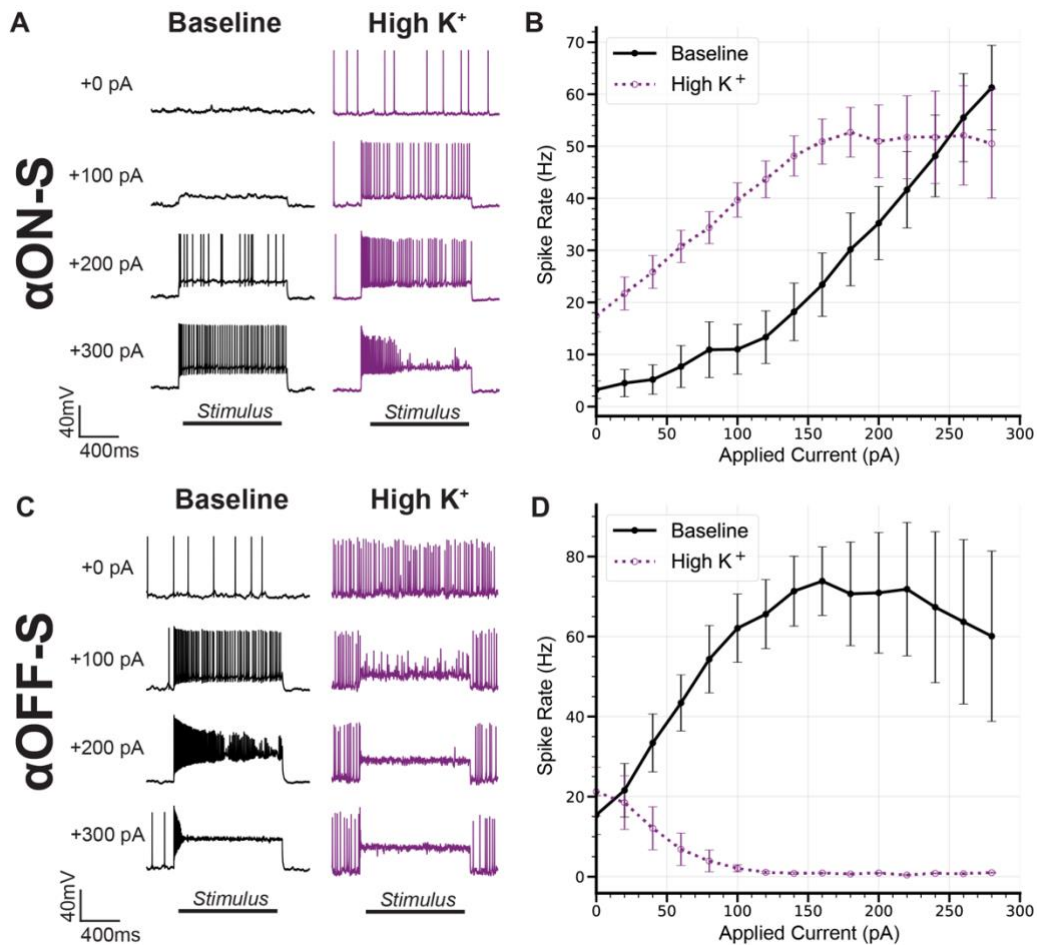 A
Baseline
High K⁺
αON-S
+0 pA
+100 pA
+200 pA
+300 pA
40mV
400ms
Stimulus
Stimulus
B
Baseline
High K⁺
Spike Rate (Hz)
70
60
50
40
30
20
10
0
0
50
100
150
200
250
300
Applied Current (pA)
C
Baseline
High K⁺
αOFF-S
+0 pA
+100 pA
+200 pA
+300 pA
40mV
400ms
Stimulus
Stimulus
D
Baseline
High K⁺
Spike Rate (Hz)
80
60
40
20
0
0
50
100
150
200
250
300
Applied Current (pA)